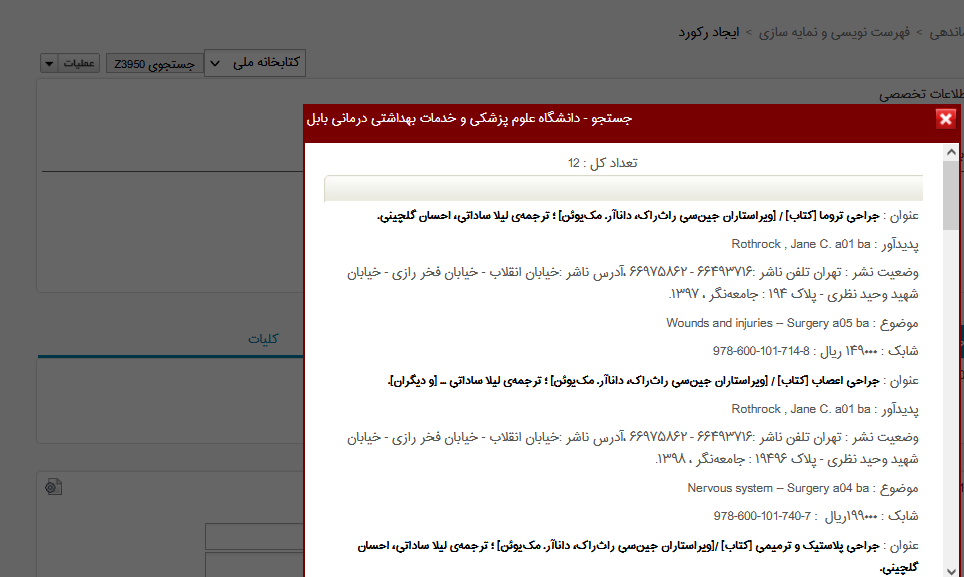 ماندهی > فهرست نویسی و نمایه سازی > ایجاد رکورد
کتابخانه ملی
جستجوی Z3950
عملیات
طلاعات تخصصی
جستجو - دانشگاه علوم پزشکی و خدمات بهداشتی درمانی بابل
تعداد کل : 12
عنوان : جراحی تروما [کتاب] / [ویراستاران جین‌سی راث‌راک، داناآر. مک‌یوئن] ؛ ترجمه‌ی لیلا ساداتی، احسان گلچینی.
پدیدآور : Rothrock , Jane C. a01 ba
وضعیت نشر : تهران تلفن ناشر :۶۶۴۹۳۷۱۶ - ۶۶۹۷۵۸۶۲ ،آدرس ناشر :خیابان انقلاب - خیابان فخر رازی - خیابان
شهید وحید نظری - پلاک ۱۹۴ : جامعه‌نگر ، ۱۳۹۷.
موضوع : Wounds and injuries -- Surgery a05 ba
شابک : ۱۴۹۰۰۰ ریال : 978-600-101-714-8
عنوان : جراحی اعصاب [کتاب] / [ویراستاران جین‌سی راث‌راک، داناآر. مک‌یوئن] ؛ ترجمه‌ی لیلا ساداتی ... [و دیگران].
پدیدآور : Rothrock , Jane C. a01 ba
وضعیت نشر : تهران تلفن ناشر :۶۶۴۹۳۷۱۶ - ۶۶۹۷۵۸۶۲ ،آدرس ناشر :خیابان انقلاب - خیابان فخر رازی - خیابان
شهید وحید نظری - پلاک ۱۹۴۹۶ : جامعه‌نگر ، ۱۳۹۸.
موضوع : Nervous system -- Surgery a04 ba
شابک : ۱۹۹۰۰۰ریال : 978-600-101-740-7
عنوان : جراحی پلاستیک و ترمیمی [کتاب] /[ویراستاران جین‌سی راث‌راک، داناآر. مک‌یوئن] ؛ ترجمه‌ی لیلا ساداتی، احسان
گلچینی.
کلیات